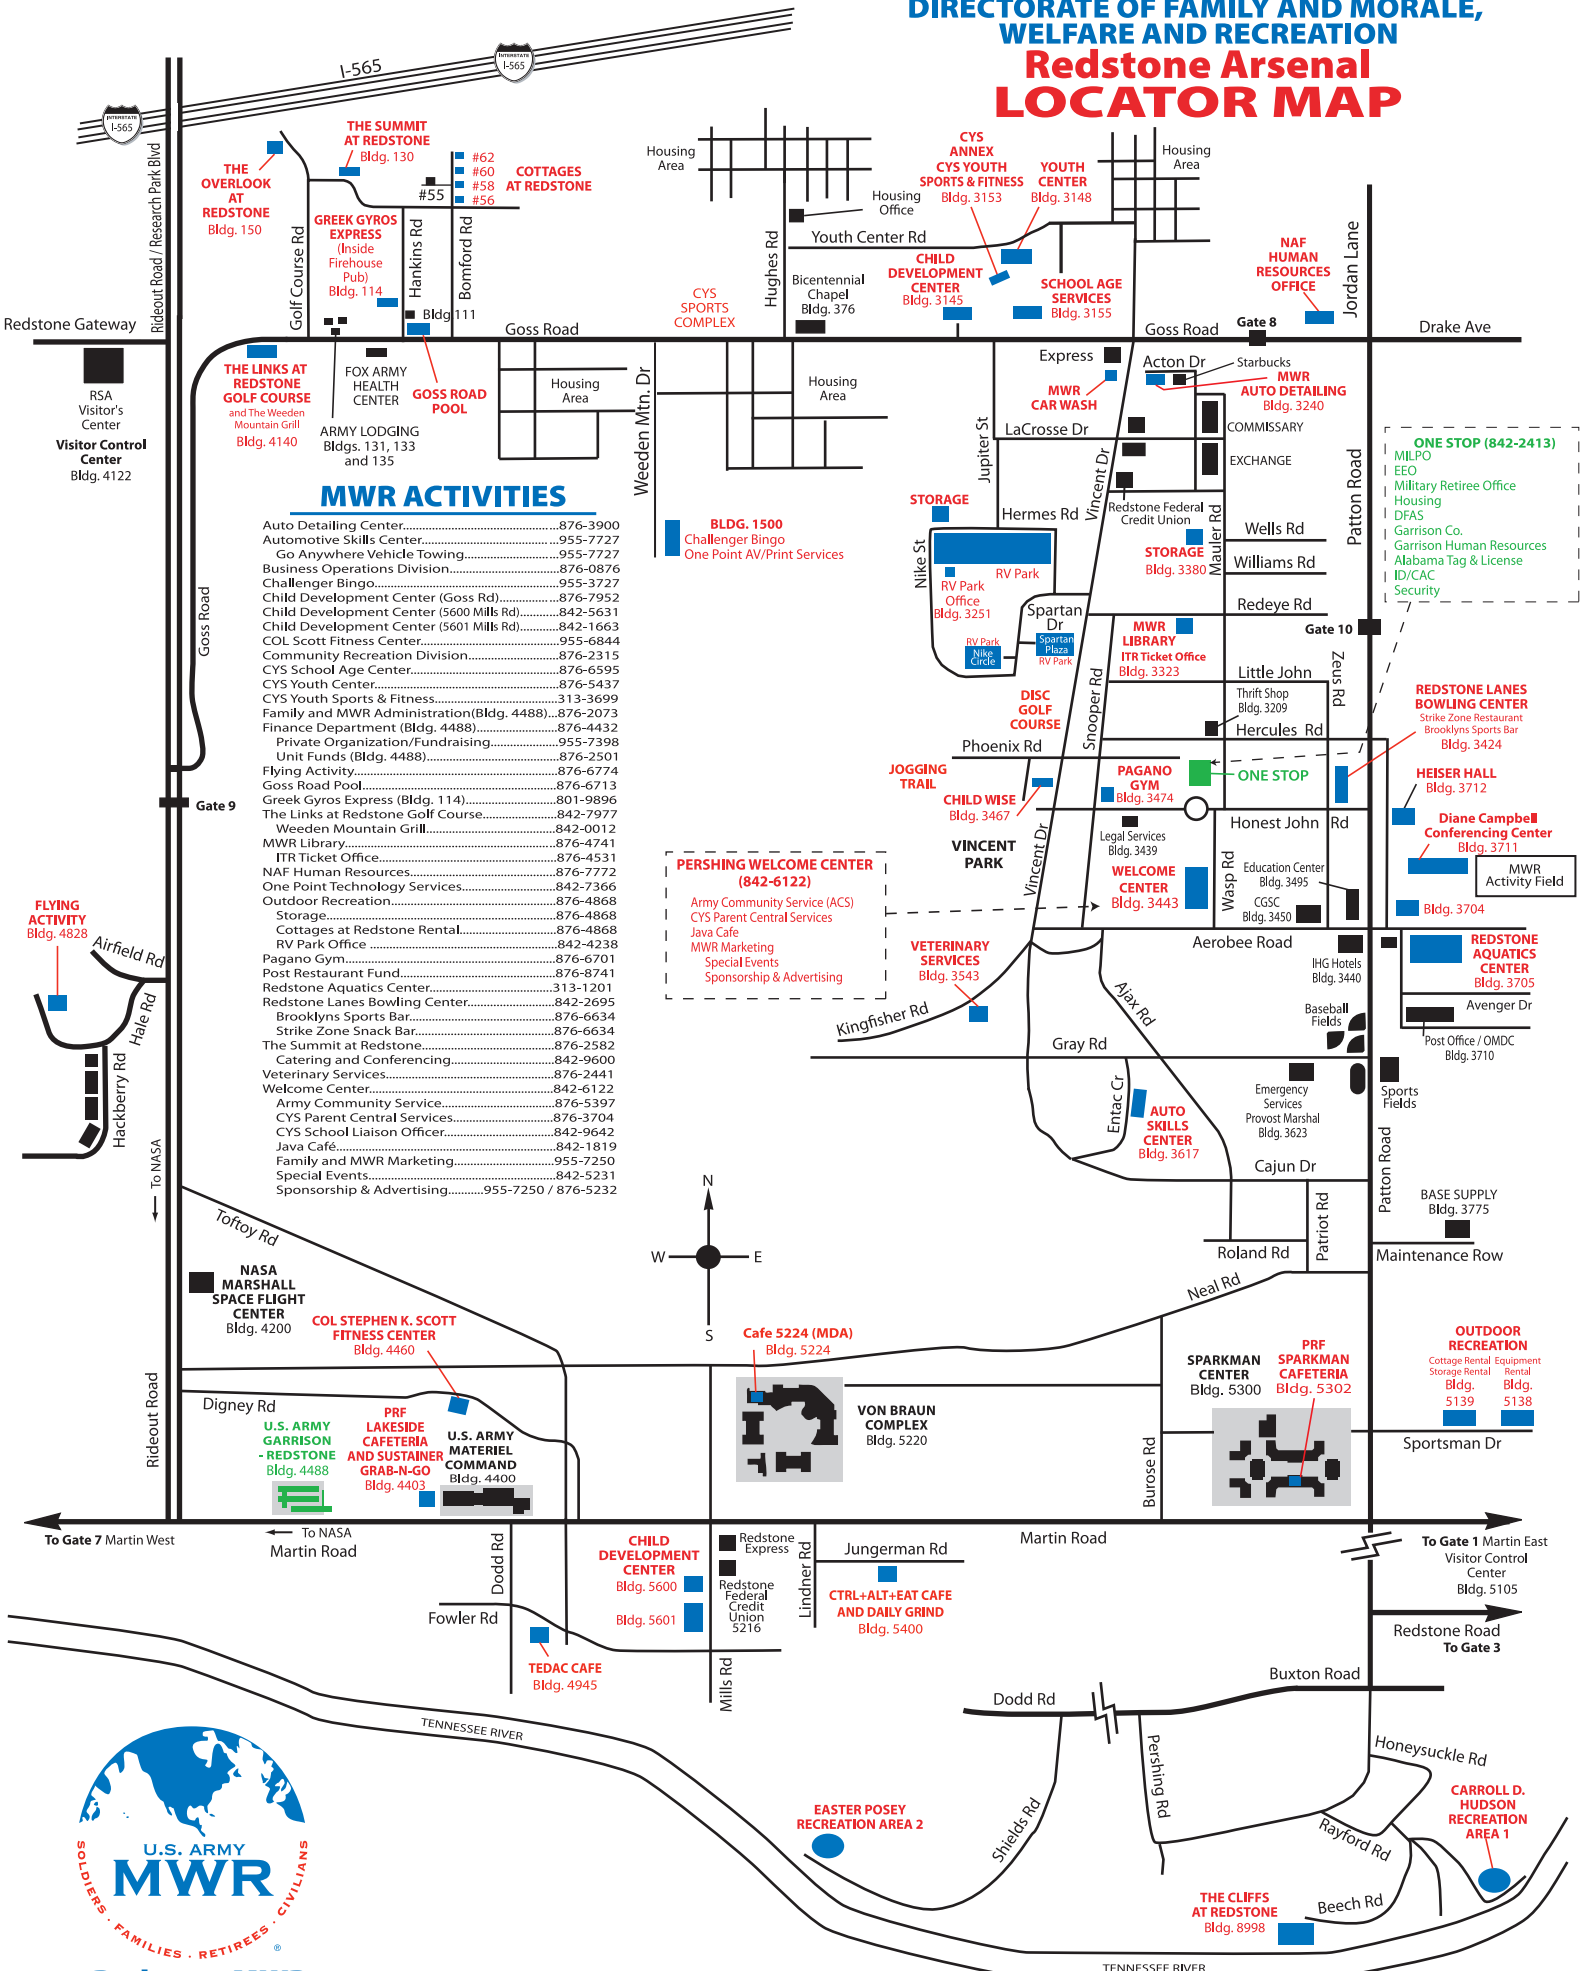 DIRECTORATE OF FAMILY AND MORALE,
WELFARE AND RECREATION
Redstone Arsenal
LOCATOR MAP
I-565
INTERSTATE
I-565
INTERSTATE
I-565
Rideout Road / Research Park Blvd
THE
OVERLOOK
AT
REDSTONE
Bldg. 150
THE SUMMIT
AT REDSTONE
Bldg. 130
#62
#60
#58
#56
#55
COTTAGES
AT REDSTONE
GREEK GYROS
EXPRESS
(Inside
Firehouse
Pub)
Bldg. 114
Golf Course Rd
Hankins Rd
Bomford Rd
Bldg 111
Housing
Area
Hughes Rd
Housing
Office
Youth Center Rd
Bicentennial
Chapel
Bldg. 376
CYS
SPORTS
COMPLEX
CYS
ANNEX
CYS YOUTH
SPORTS & FITNESS
Bldg. 3153
YOUTH
CENTER
Bldg. 3148
Housing
Area
CHILD
DEVELOPMENT
CENTER
Bldg. 3145
SCHOOL AGE
SERVICES
Bldg. 3155
NAF
HUMAN
RESOURCES
OFFICE
Jordan Lane
Redstone Gateway
Goss Road
Goss Road
Gate 8
Drake Ave
RSA
Visitor's
Center
Visitor Control
Center
Bldg. 4122
THE LINKS AT
REDSTONE
GOLF COURSE
and The Weeden
Mountain Grill
Bldg. 4140
FOX ARMY
HEALTH
CENTER
ARMY LODGING
Bldgs. 131, 133
and 135
GOSS ROAD
POOL
Housing
Area
Weeden Mtn. Dr
Housing
Area
Express
MWR
CAR WASH
Acton Dr
Starbucks
MWR
AUTO DETAILING
Bldg. 3240
COMMISSARY
EXCHANGE
LaCrosse Dr
Jupiter St
Vincent Dr
Redstone Federal
Credit Union
Mauler Rd
Patton Road
ONE STOP (842-2413)
MILPO
EEO
Military Retiree Office
Housing
DFAS
Garrison Co.
Garrison Human Resources
Alabama Tag & License
ID/CAC
Security
BLDG. 1500
Challenger Bingo
One Point AV/Print Services
STORAGE
Hermes Rd
Nike St
RV Park
RV Park
Office
Bldg. 3251
Spartan
Dr
RV Park
Nike
Circle
Spartan
Plaza
RV Park
STORAGE
Bldg. 3380
Wells Rd
Williams Rd
Redeye Rd
Gate 10
MWR
LIBRARY
ITR Ticket Office
Bldg. 3323
Little John
Zeus Rd
Thrift Shop
Bldg. 3209
Hercules Rd
Snooper Rd
DISC
GOLF
COURSE
Phoenix Rd
JOGGING
TRAIL
CHILD WISE
Bldg. 3467
PAGANO
GYM
Bldg. 3474
ONE STOP
REDSTONE LANES
BOWLING CENTER
Strike Zone Restaurant
Brooklyns Sports Bar
Bldg. 3424
HEISER HALL
Bldg. 3712
Honest John Rd
Diane Campbell
Conferencing Center
Bldg. 3711
MWR
Activity Field
Bldg. 3704
VINCENT
PARK
Vincent Dr
Legal Services
Bldg. 3439
WELCOME
CENTER
Bldg. 3443
Wasp Rd
Education Center
Bldg. 3495
CGSC
Bldg. 3450
Aerobee Road
PERSHING WELCOME CENTER
(842-6122)
Army Community Service (ACS)
CYS Parent Central Services
Java Cafe
MWR Marketing
Special Events
Sponsorship & Advertising
VETERINARY
SERVICES
Bldg. 3543
Kingfisher Rd
IHG Hotels
Bldg. 3440
REDSTONE
AQUATICS
CENTER
Bldg. 3705
Avenger Dr
Post Office / OMDC
Bldg. 3710
Baseball
Fields
Ajax Rd
Gray Rd
Entac Cr
AUTO
SKILLS
CENTER
Bldg. 3617
Emergency
Services
Provost Marshal
Bldg. 3623
Sports
Fields
Cajun Dr
Patton Road
Patriot Rd
Roland Rd
BASE SUPPLY
Bldg. 3775
Maintenance Row
MWR ACTIVITIES
Auto Detailing Center...876-3900
Automotive Skills Center...955-7727
Go Anywhere Vehicle Towing...955-7727
Business Operations Division...876-0876
Challenger Bingo...955-3727
Child Development Center (Goss Rd)...876-7952
Child Development Center (5600 Mills Rd)...842-5631
Child Development Center (5601 Mills Rd)...842-1663
COL Scott Fitness Center...955-6844
Community Recreation Division...876-2315
CYS School Age Center...876-6595
CYS Youth Center...876-5437
CYS Youth Sports & Fitness...313-3699
Family and MWR Administration(Bldg. 4488)...876-2073
Finance Department (Bldg. 4488)...876-4432
Private Organization/Fundraising...955-7398
Unit Funds (Bldg. 4488)...876-2501
Flying Activity...876-6774
Goss Road Pool...876-6713
Greek Gyros Express (Bldg. 114)...801-9896
The Links at Redstone Golf Course...842-7977
Weeden Mountain Grill...842-0012
MWR Library...876-4741
ITR Ticket Office...876-4531
NAF Human Resources...876-7772
One Point Technology Services...842-7366
Outdoor Recreation...876-4868
Storage...876-4868
Cottages at Redstone Rental...876-4868
RV Park Office ...842-4238
Pagano Gym...876-6701
Post Restaurant Fund...876-8741
Redstone Aquatics Center...313-1201
Redstone Lanes Bowling Center...842-2695
Brooklyns Sports Bar...876-6634
Strike Zone Snack Bar...876-6634
The Summit at Redstone...876-2582
Catering and Conferencing...842-9600
Veterinary Services...876-2441
Welcome Center...842-6122
Army Community Service...876-5397
CYS Parent Central Services...876-3704
CYS School Liaison Officer...842-9642
Java Café...842-1819
Family and MWR Marketing...955-7250
Special Events...842-5231
Sponsorship & Advertising...955-7250 / 876-5232
Goss Road
Gate 9
FLYING
ACTIVITY
Bldg. 4828
Airfield Rd
Hale Rd
Hackberry Rd
To NASA
Toftoy Rd
N
W
E
S
NASA
MARSHALL
SPACE FLIGHT
CENTER
Bldg. 4200
COL STEPHEN K. SCOTT
FITNESS CENTER
Bldg. 4460
Neal Rd
Cafe 5224 (MDA)
Bldg. 5224
VON BRAUN
COMPLEX
Bldg. 5220
SPARKMAN
CENTER
Bldg. 5300
PRF
SPARKMAN
CAFETERIA
Bldg. 5302
OUTDOOR
RECREATION
Cottage Rental
Storage Rental
Bldg.
5139
Equipment
Rental
Bldg.
5138
Sportsman Dr
Burose Rd
Rideout Road
Digney Rd
U.S. ARMY
GARRISON
- REDSTONE
Bldg. 4488
PRF
LAKESIDE
CAFETERIA
AND SUSTAINER
GRAB-N-GO
Bldg. 4403
U.S. ARMY
MATERIEL
COMMAND
Bldg. 4400
To Gate 7 Martin West
To NASA
Martin Road
Martin Road
To Gate 1 Martin East
Visitor Control
Center
Bldg. 5105
Redstone Road
To Gate 3
Dodd Rd
Fowler Rd
CHILD
DEVELOPMENT
CENTER
Bldg. 5600
Bldg. 5601
Redstone
Express
Redstone
Federal
Credit
Union
5216
Lindner Rd
Jungerman Rd
CTRL+ALT+EAT CAFE
AND DAILY GRIND
Bldg. 5400
TEDAC CAFE
Bldg. 4945
Mills Rd
TENNESSEE RIVER
Buxton Road
Dodd Rd
Pershing Rd
Shields Rd
Honeysuckle Rd
Rayford Rd
Beech Rd
EASTER POSEY
RECREATION AREA 2
CARROLL D.
HUDSON
RECREATION
AREA 1
THE CLIFFS
AT REDSTONE
Bldg. 8998
TENNESSEE RIVER
U.S. ARMY
MWR
SOLDIERS · FAMILIES · RETIREES · CIVILIANS
®